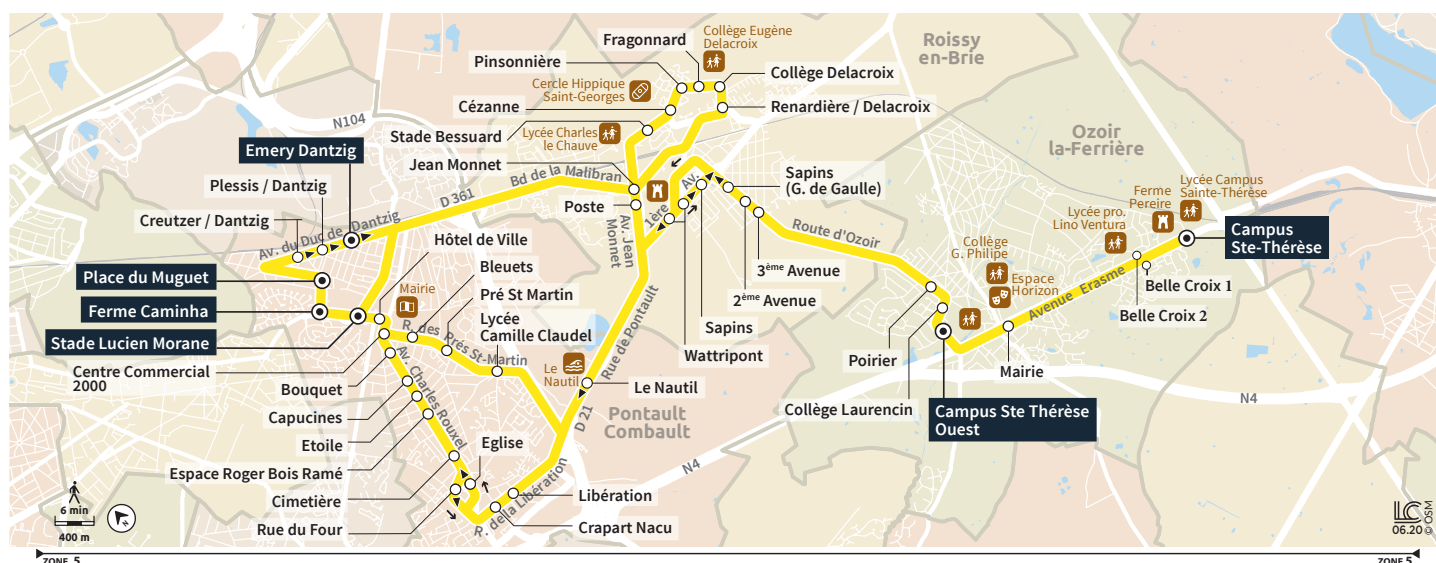 Fragonnard
Collège Eugène
Delacroix
Roissy
en-Brie
Pinsonnière
Collège Delacroix
Cercle Hippique
Saint-Georges
Cézanne
Renardière / Delacroix
N104
Stade Bessuard
Lycée Charles
le Chauve
Ozoir
la-Ferrière
Emery Dantzig
Jean Monnet
Bd de la Malibran
D 361
Plessis / Dantzig
Sapins
(G. de Gaulle)
Lycée Campus
Sainte-Thérèse
Ferme
Pereire
Poste
1ère Av.
Creutzer / Dantzig
Av. du Duc de Dantzig
Av. Jean
Monnet
Lycée pro.
Lino Ventura
Campus
Ste-Thérèse
Hôtel de Ville
Route d'Ozoir
Collège
G. Philipe
Bleuets
Place du Muguet
3ème Avenue
Espace
Horizon
Avenue Erasme
Belle Croix 1
Mairie
Pré St Martin
2ème Avenue
Belle Croix 2
Ferme Caminha
Lycée
Camille Claudel
Sapins
R. des Prés St-Martin
Rue de Pontault
Stade Lucien Morane
Wattripont
Poirier
Mairie
Centre Commercial
2000
Le
Nautil
Le Nautil
Bouquet
Av. Charles Rouxel
N4
Collège Laurencin
Campus Ste Thérèse
Ouest
Capucines
D 21
Pontault
Combault
Etoile
Eglise
Espace Roger Bois Ramé
N4
Cimetière
Libération
R. de la Libération
Rue du Four
Crapart Nacu
6 min
400 m
N
LC
06.20
© OSM
ZONE 5
ZONE 5